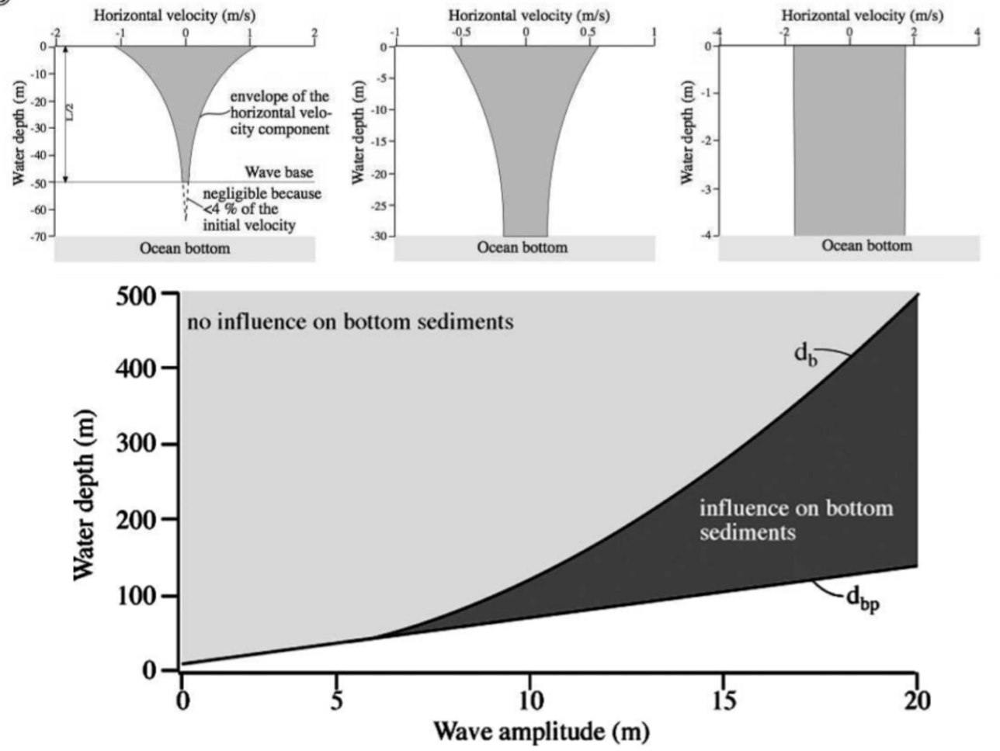 Horizontal velocity (m/s)
-2 -1 0 1 2
0
-10
-20
-30
-40
-50
-60
-70
Water depth (m)
L/2
envelope of the
horizontal velo-
city component
Wave base
negligible because
<4 % of the
initial velocity
Ocean bottom
Horizontal velocity (m/s)
-1 -0.5 0 0.5 1
0
-5
-10
-15
-20
-25
-30
Water depth (m)
Ocean bottom
Horizontal velocity (m/s)
-4 -2 0 2 4
0
-1
-2
-3
-4
Water depth (m)
Ocean bottom
500
400
300
200
100
0
Water depth (m)
no influence on bottom sediments
db
influence on bottom
sediments
dbp
0 5 10 15 20
Wave amplitude (m)